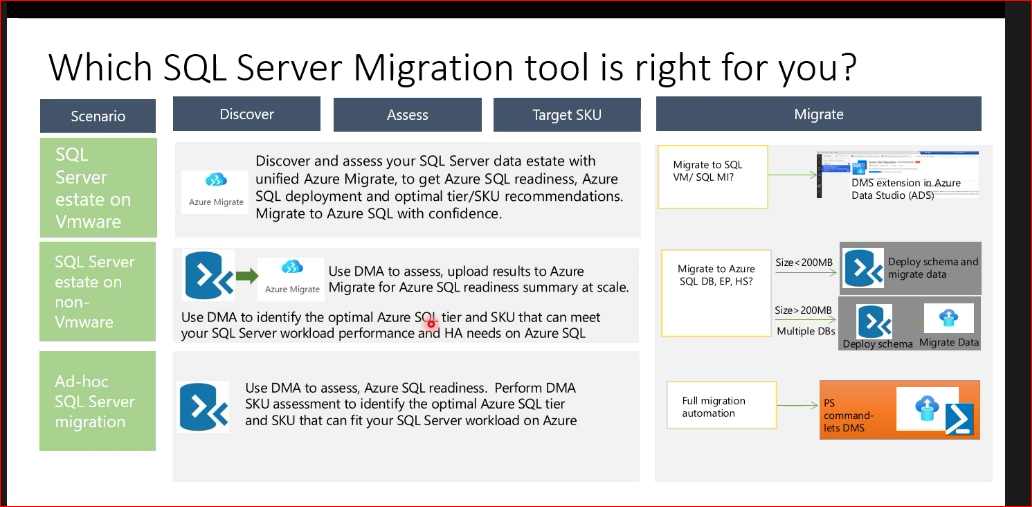 Which SQL Server Migration tool is right for you?
Scenario
Discover
Assess
Target SKU
Migrate
SQL
Server
estate on
Vmware
Azure Migrate
Discover and assess your SQL Server data estate with
unified Azure Migrate, to get Azure SQL readiness, Azure
SQL deployment and optimal tier/SKU recommendations.
Migrate to Azure SQL with confidence.
Migrate to SQL
VM/ SQL MI?
DMS extension in Azure
Data Studio (ADS)
SQL Server
estate on
non-
Vmware
Azure Migrate
Use DMA to assess, upload results to Azure
Migrate for Azure SQL readiness summary at scale.
Use DMA to identify the optimal Azure SQL tier and SKU that can meet
your SQL Server workload performance and HA needs on Azure SQL
Migrate to Azure
SQL DB, EP, HS?
Size<200MB
Deploy schema and
migrate data
Size>200MB
Multiple DBs
Deploy schema
Migrate Data
Ad-hoc
SQL Server
migration
Use DMA to assess, Azure SQL readiness. Perform DMA
SKU assessment to identify the optimal Azure SQL tier
and SKU that can fit your SQL Server workload on Azure
Full migration
automation
PS
command-
lets DMS